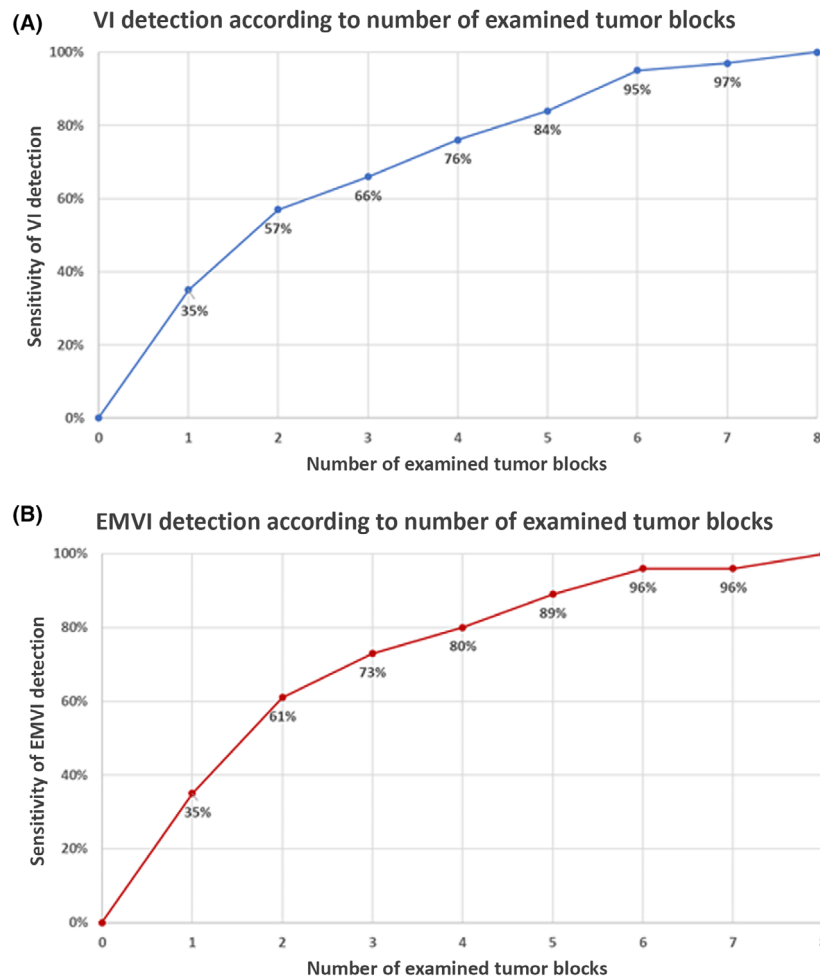 (A)
VI detection according to number of examined tumor blocks
Sensitivity of VI detection
100%
80%
60%
40%
20%
0%
35%
57%
66%
76%
84%
95%
97%
0 1 2 3 4 5 6 7 8
Number of examined tumor blocks
(B)
EMVI detection according to number of examined tumor blocks
Sensitivity of EMVI detection
100%
80%
60%
40%
20%
0%
35%
61%
73%
80%
89%
96%
96%
0 1 2 3 4 5 6 7
Number of examined tumor blocks